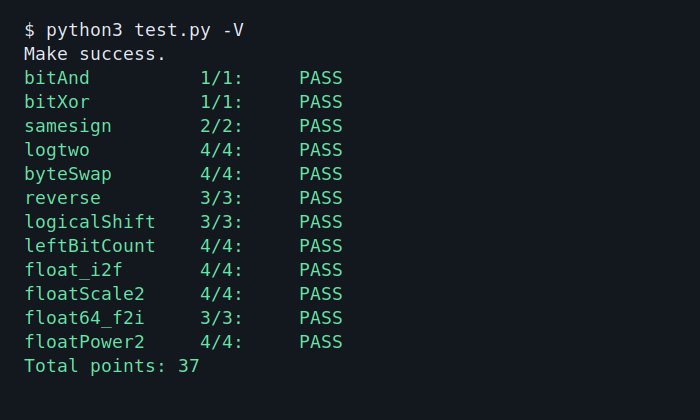 $ python3 test.py -V
Make success.
bitAnd 1/1: PASS
bitXor 1/1: PASS
samesign 2/2: PASS
logtwo 4/4: PASS
byteSwap 4/4: PASS
reverse 3/3: PASS
logicalShift 3/3: PASS
leftBitCount 4/4: PASS
float_i2f 4/4: PASS
floatScale2 4/4: PASS
float64_f2i 3/3: PASS
floatPower2 4/4: PASS
Total points: 37